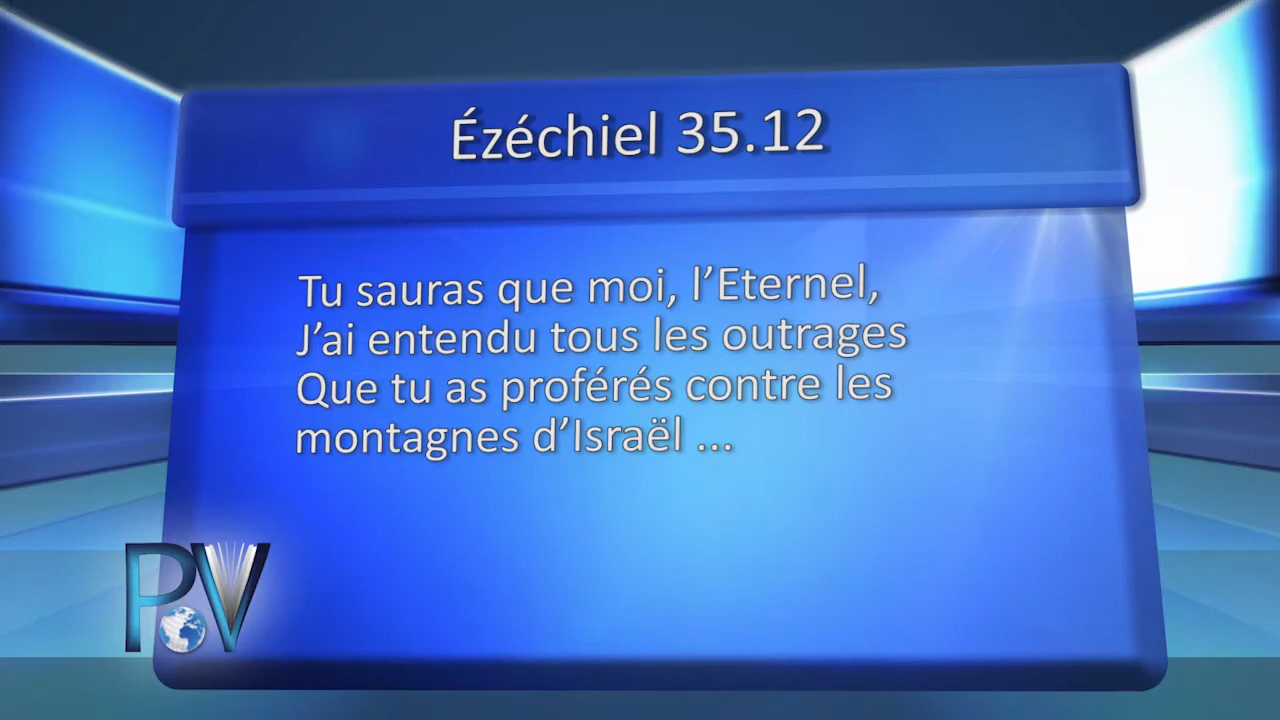 Ézéchiel 35.12
Tu sauras que moi, l’Eternel,
J’ai entendu tous les outrages
Que tu as proférés contre les
montagnes d’Israël ...
PV